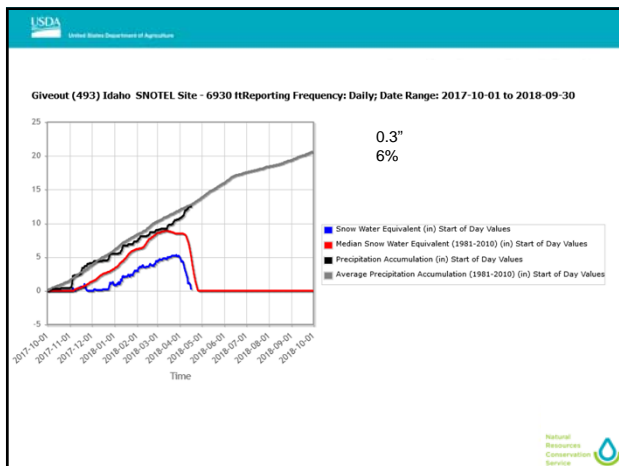 USDA
United States Department of Agriculture
Giveout (493) Idaho SNOTEL Site - 6930 ftReporting Frequency: Daily; Date Range: 2017-10-01 to 2018-09-30
0.3"
6%
25
20
15
10
5
0
-5
2017-10-01
2017-11-01
2017-12-01
2018-01-01
2018-02-01
2018-03-01
2018-04-01
2018-05-01
2018-06-01
2018-07-01
2018-08-01
2018-09-01
2018-10-01
Time
Snow Water Equivalent (in) Start of Day Values
Median Snow Water Equivalent (1981-2010) (in) Start of Day Values
Precipitation Accumulation (in) Start of Day Values
Average Precipitation Accumulation (1981-2010) (in) Start of Day Values
Natural
Resources
Conservation
Service